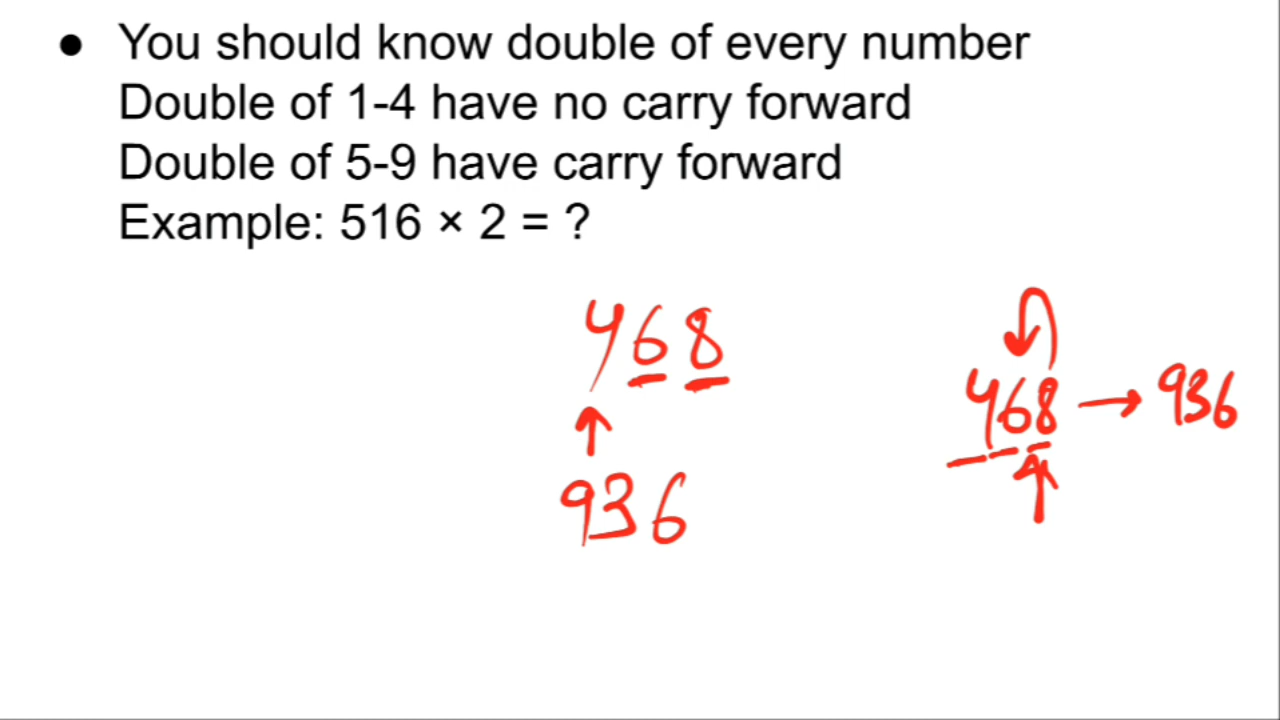 ● You should know double of every number
Double of 1-4 have no carry forward
Double of 5-9 have carry forward
Example: 516 × 2 = ?
468
936
468 → 936